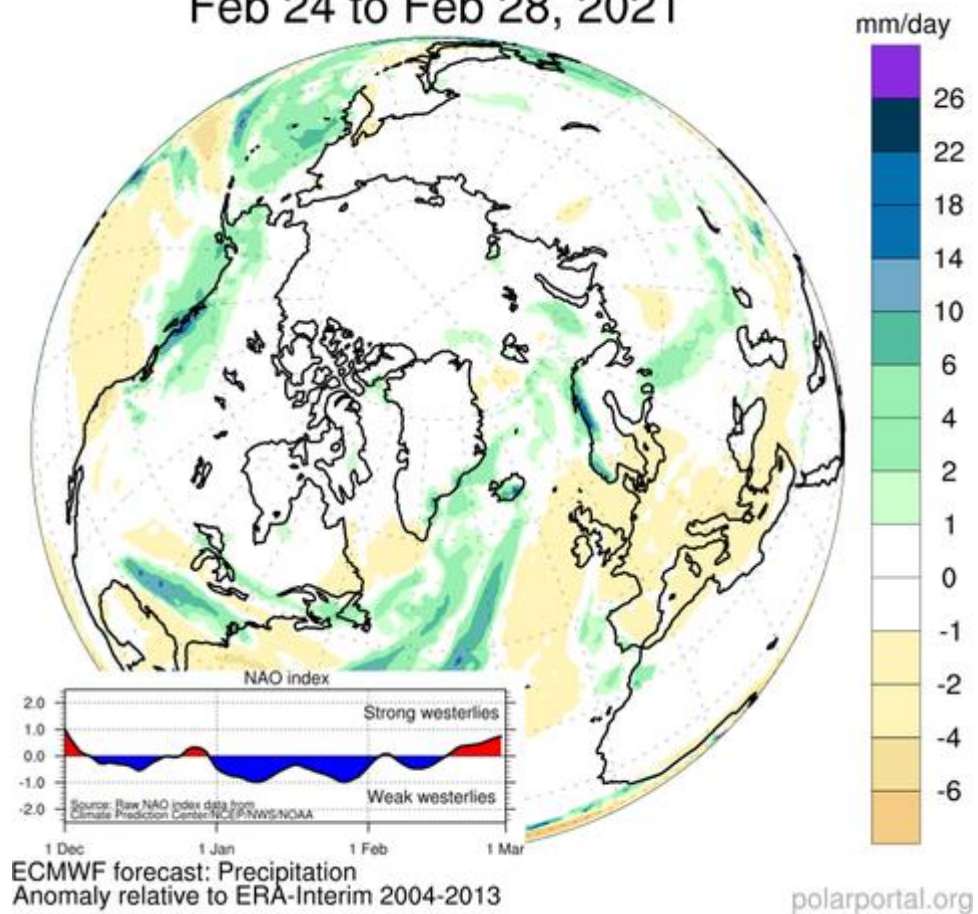 Feb 24 to Feb 28, 2021
mm/day
26
22
18
14
10
6
4
2
1
0
-1
-2
-4
-6
NAO index
2.0
1.0
0.0
-1.0
-2.0
Strong westerlies
Weak westerlies
Source: Raw NAO index data from
Climate Prediction Center/NCEP/NWS/NOAA
1 Dec 1 Jan 1 Feb 1 Mar
ECMWF forecast: Precipitation
Anomaly relative to ERA-Interim 2004-2013
polarportal.org